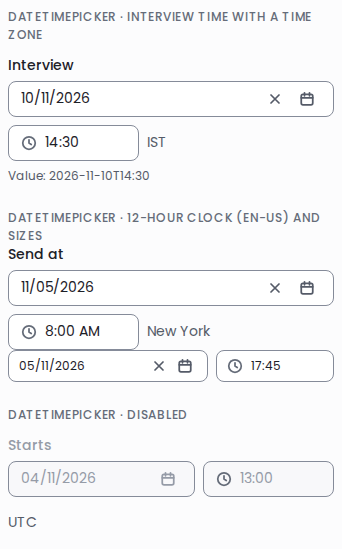 DATETIMEPICKER · INTERVIEW TIME WITH A TIME
ZONE
Interview
10/11/2026
14:30 IST
Value: 2026-11-10T14:30
DATETIMEPICKER · 12-HOUR CLOCK (EN-US) AND
SIZES
Send at
11/05/2026
8:00 AM New York
05/11/2026 17:45
DATETIMEPICKER · DISABLED
Starts
04/11/2026 13:00
UTC